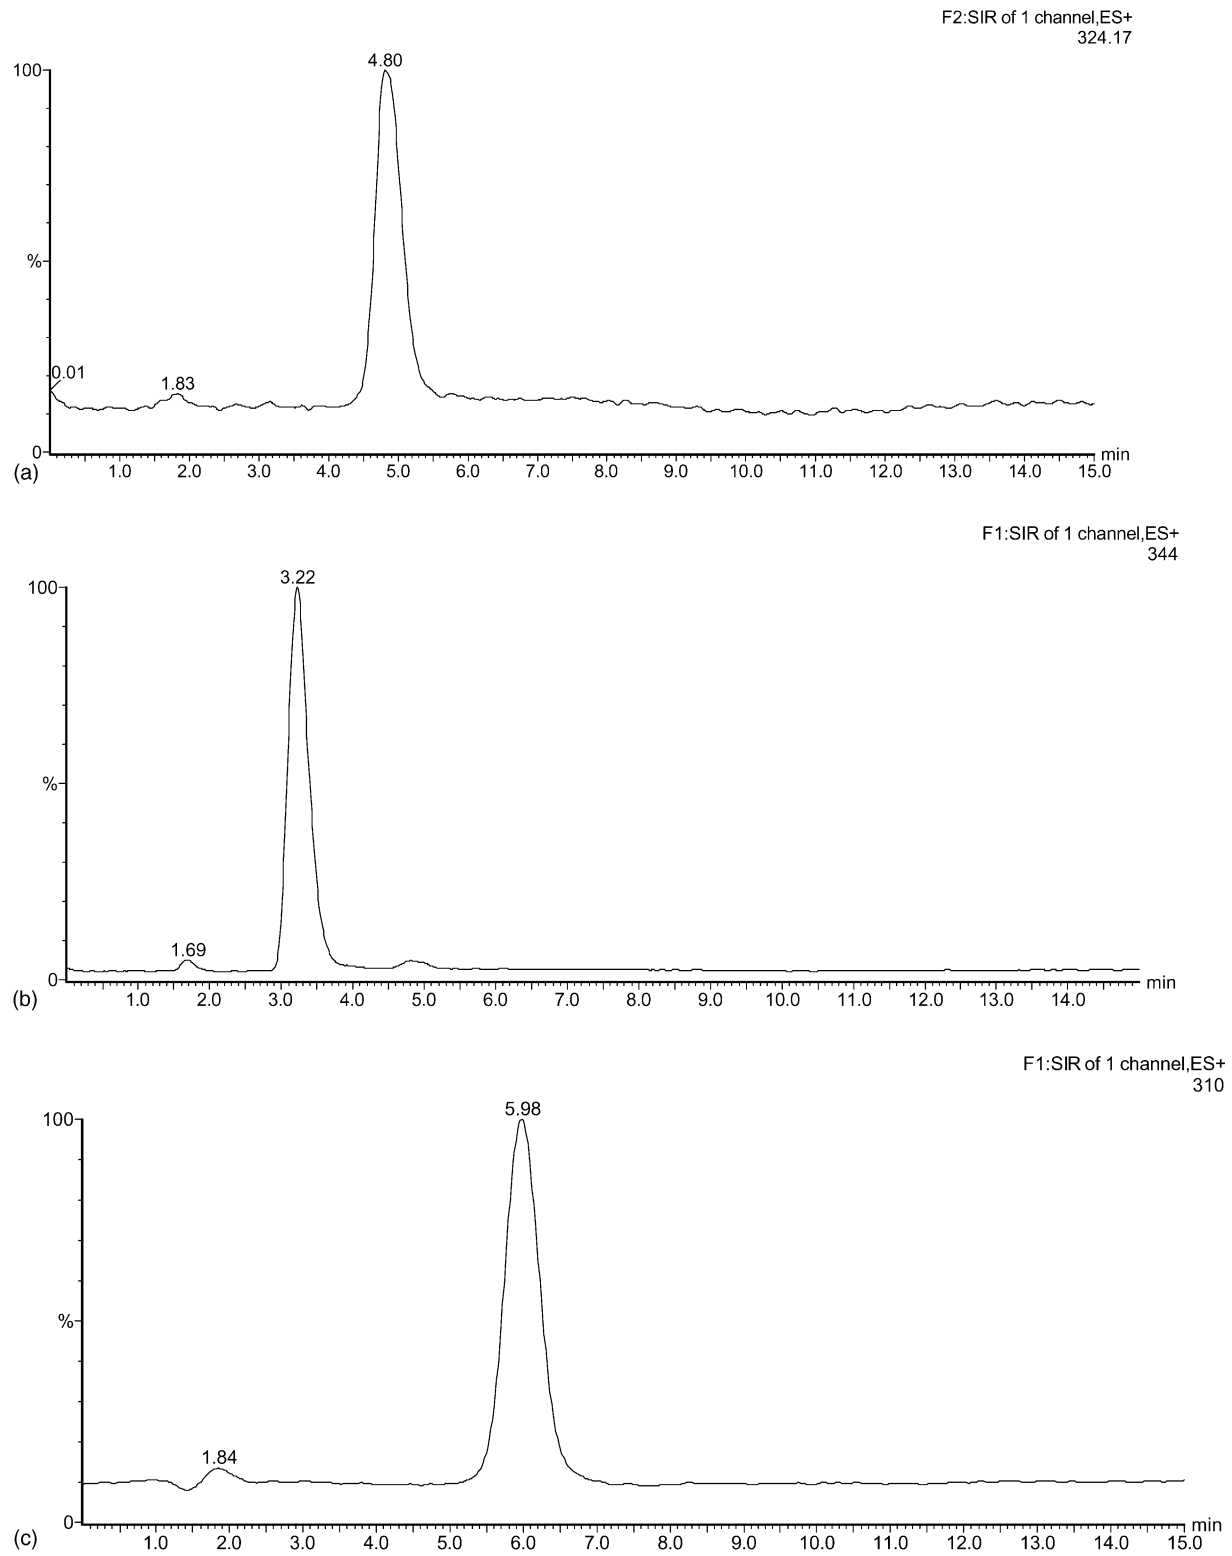 F2:SIR of 1 channel,ES+
324.17
4.80
100
%
0.01
1.83
0
1.0 2.0 3.0 4.0 5.0 6.0 7.0 8.0 9.0 10.0 11.0 12.0 13.0 14.0 15.0 min
(a)
F1:SIR of 1 channel,ES+
344
3.22
100
%
1.69
0
1.0 2.0 3.0 4.0 5.0 6.0 7.0 8.0 9.0 10.0 11.0 12.0 13.0 14.0 min
(b)
F1:SIR of 1 channel,ES+
310
5.98
100
%
1.84
0
1.0 2.0 3.0 4.0 5.0 6.0 7.0 8.0 9.0 10.0 11.0 12.0 13.0 14.0 15.0 min
(c)